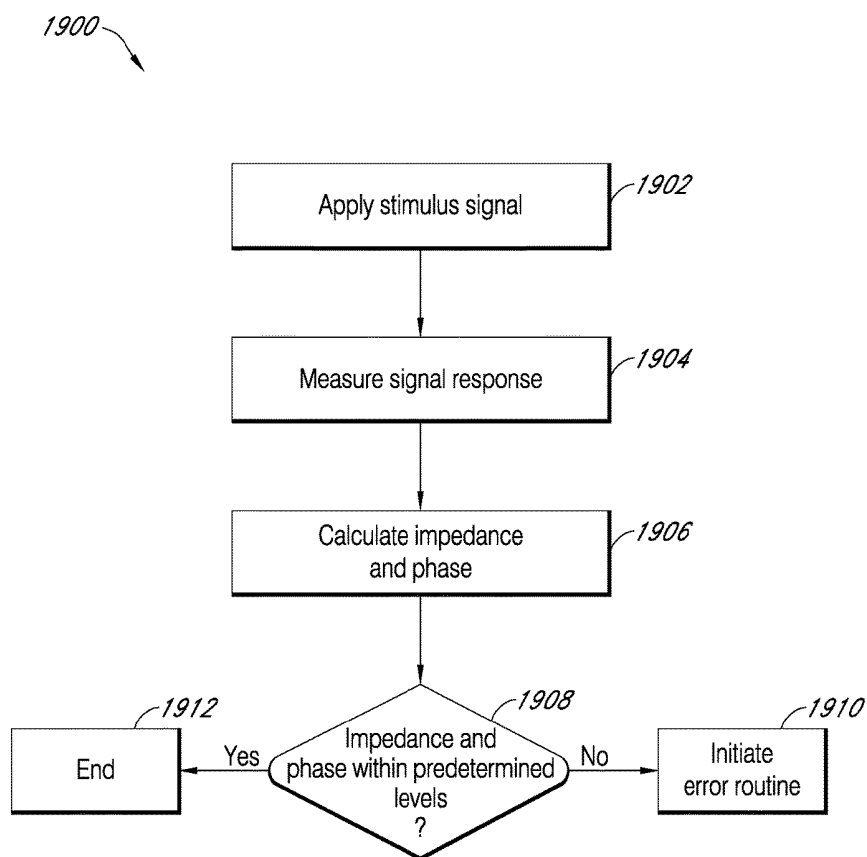 1900
Apply stimulus signal
1902
Measure signal response
1904
Calculate impedance
and phase
1906
1912
End
Yes
1908
Impedance and
phase within predetermined
levels
?
No
1910
Initiate
error routine